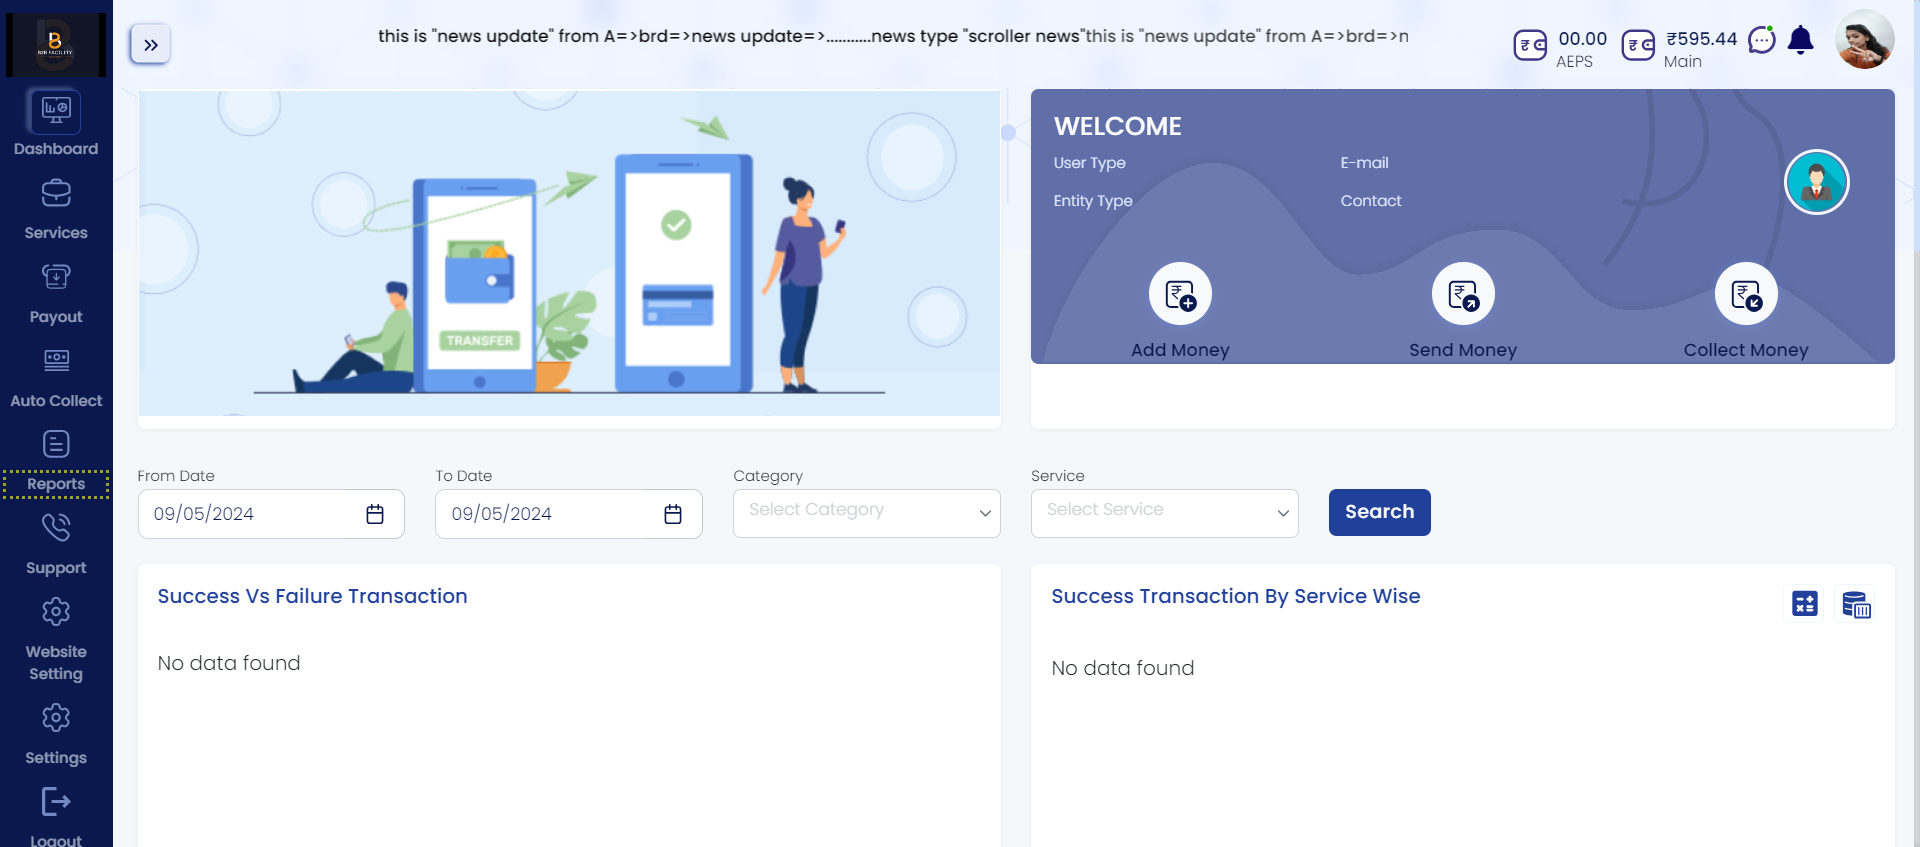 B2B FACILITY
this is "news update" from A=>brd=>news update=>...........news type "scroller news"this is "news update" from A=>brd=>n
00.00
AEPS
₹595.44
Main
Dashboard
Services
Payout
Auto Collect
Reports
Support
Website
Setting
Settings
Logout
TRANSFER
WELCOME
User Type
E-mail
Entity Type
Contact
Add Money
Send Money
Collect Money
From Date
To Date
Category
Service
09/05/2024
09/05/2024
Select Category
Select Service
Search
Success Vs Failure Transaction
No data found
Success Transaction By Service Wise
No data found